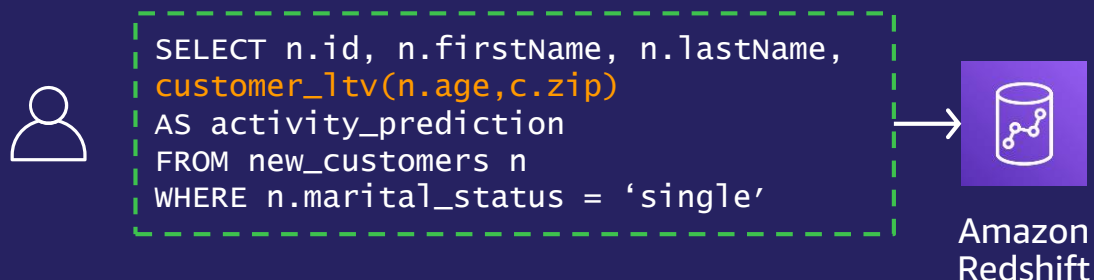 SELECT n.id, n.firstName, n.lastName,
customer_ltv(n.age,c.zip)
AS activity_prediction
FROM new_customers n
WHERE n.marital_status = ‘single’
Amazon
Redshift